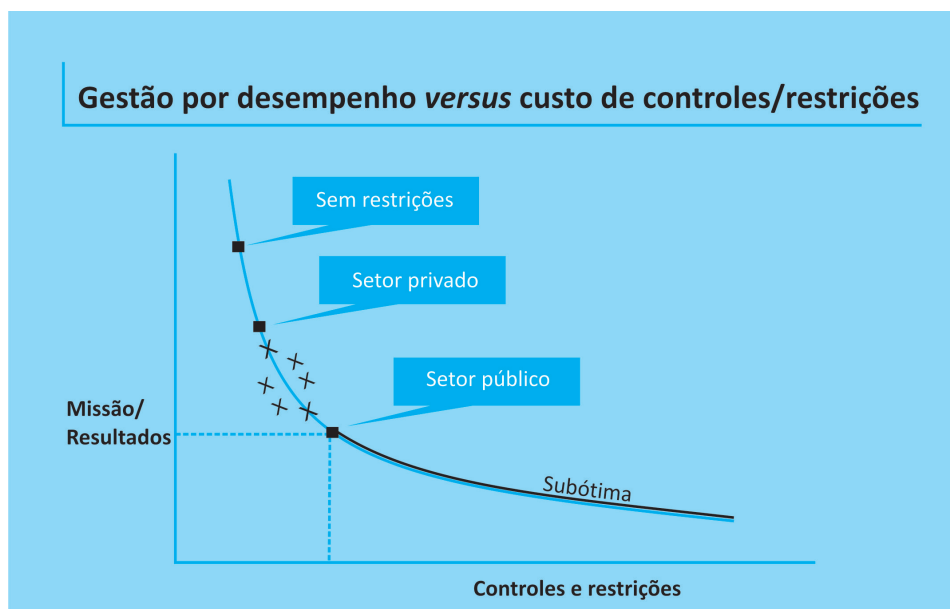 Gestão por desempenho versus custo de controles/restrições
Sem restrições
Setor privado
Setor público
Missão/
Resultados
Subótima
Controles e restrições